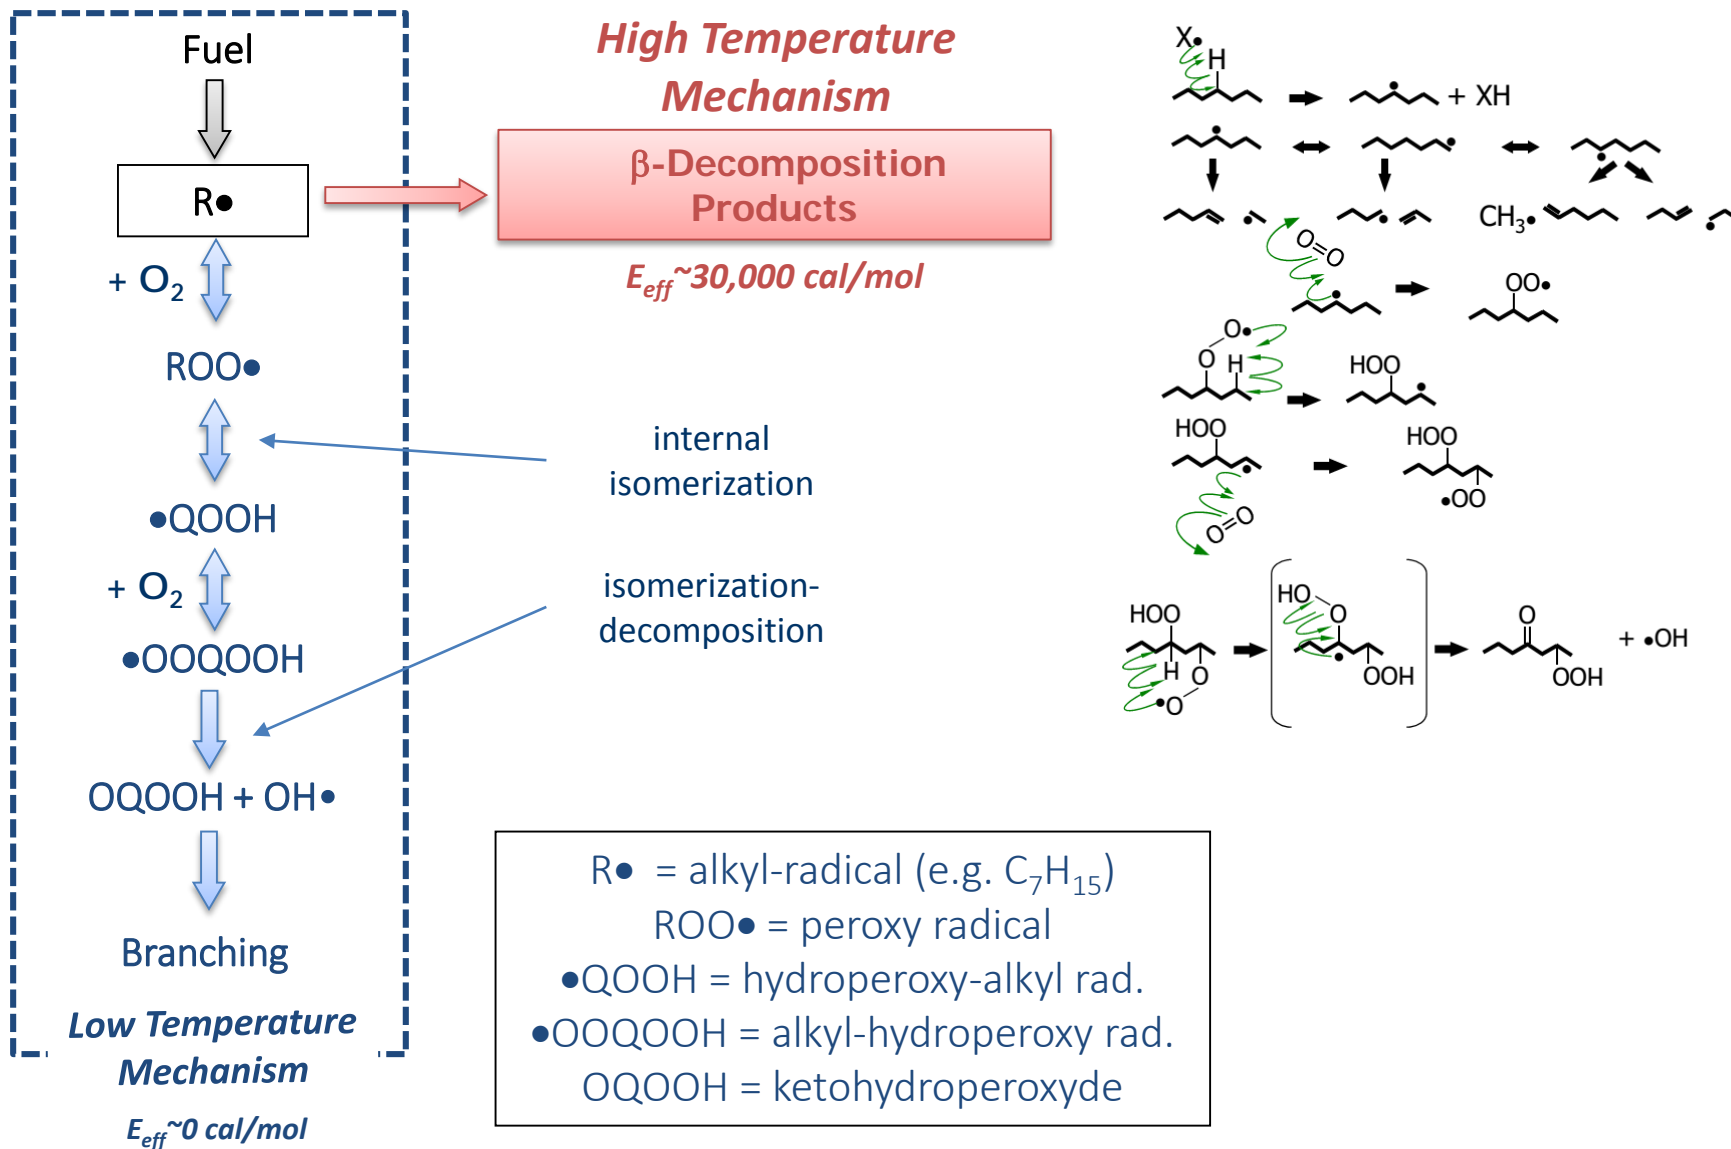 Fuel
R●
+ O₂
ROO●
●QOOH
+ O₂
●OOQOOH
OQOOH + OH●
Branching
Low Temperature
Mechanism
E_eff~0 cal/mol
High Temperature
Mechanism
β-Decomposition
Products
E_eff~30,000 cal/mol
internal
isomerization
isomerization-
decomposition
R● = alkyl-radical (e.g. C₇H₁₅)
ROO● = peroxy radical
●QOOH = hydroperoxy-alkyl rad.
●OOQOOH = alkyl-hydroperoxy rad.
OQOOH = ketohydroperoxyde
X●
H
+ XH
CH₃●
O=O
OO●
O●
O
H
HOO
HOO
HOO
●OO
O=O
HOO
H
O
●O
HO
O
OOH
O
OOH
+ ●OH